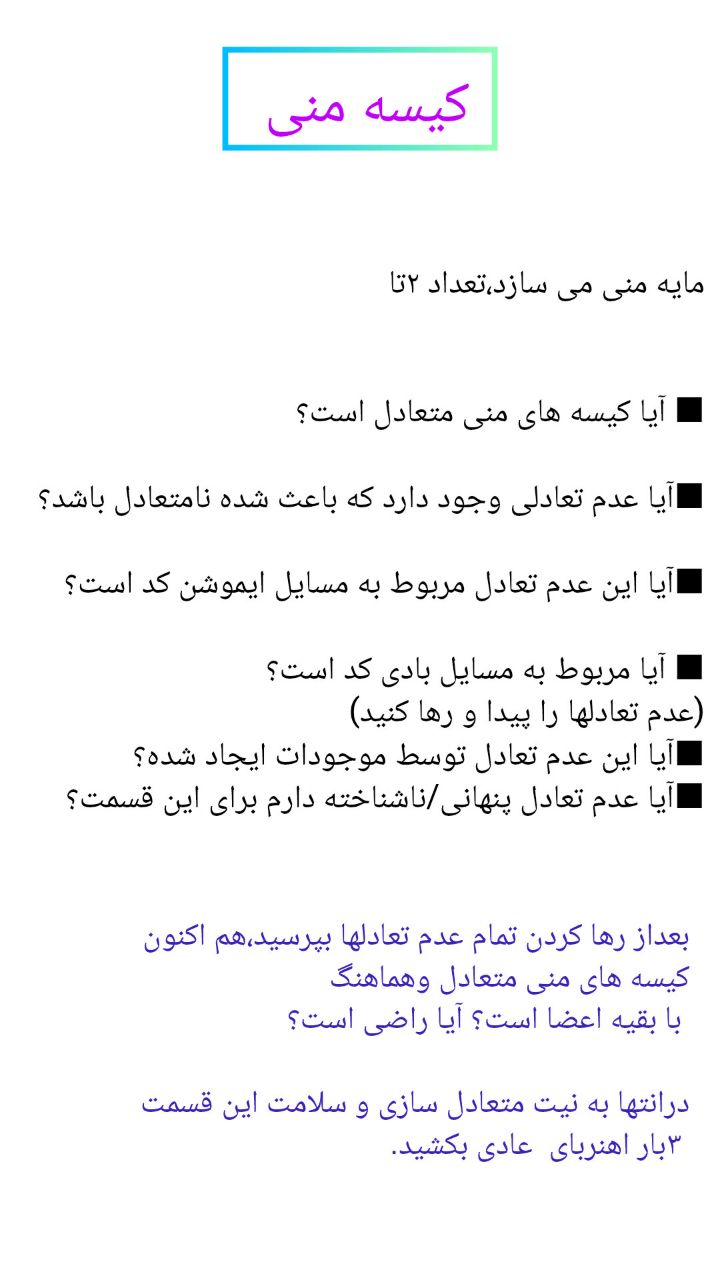 کیسه منی
مایه منی می سازد،تعداد ۲تا
■ آیا کیسه های منی متعادل است؟
■آیا عدم تعادلی وجود دارد که باعث شده نامتعادل باشد؟
■آیا این عدم تعادل مربوط به مسایل ایموشن کد است؟
■ آیا مربوط به مسایل بادی کد است؟
(عدم تعادلها را پیدا و رها کنید)
■آیا این عدم تعادل توسط موجودات ایجاد شده؟
■آیا عدم تعادل پنهانی/ناشناخته دارم برای این قسمت؟
بعداز رها کردن تمام عدم تعادلها بپرسید،هم اکنون
کیسه های منی متعادل وهماهنگ
با بقیه اعضا است؟ آیا راضی است؟
درانتها به نیت متعادل سازی و سلامت این قسمت
۳بار اهنربای عادی بکشید.